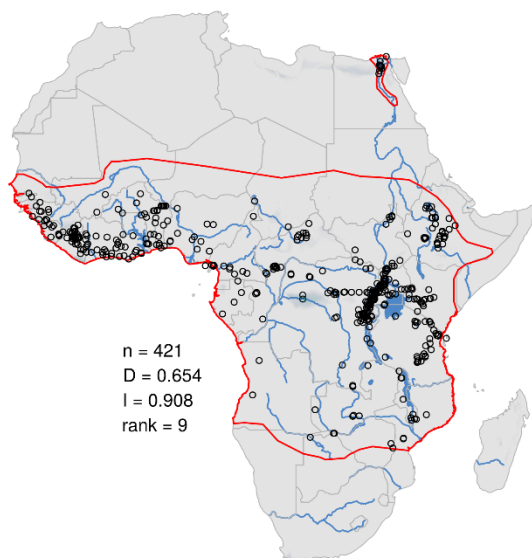 n = 421
D = 0.654
I = 0.908
rank = 9